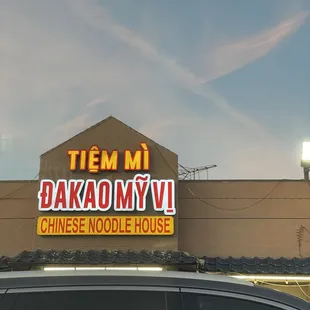 TIỆM MÌ
ĐAKAO MỸ VỊ
CHINESE NOODLE HOUSE